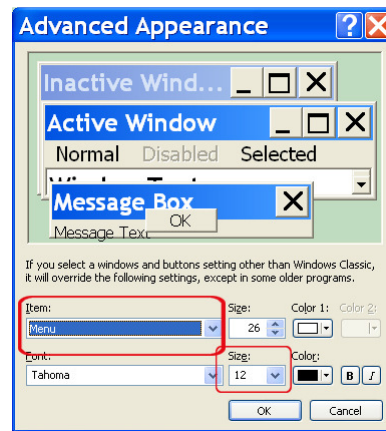 Advanced Appearance
Inactive Wind...
Active Window
Normal Disabled Selected
Message Box
OK
Message Text
If you select a windows and buttons setting other than Windows Classic,
it will override the following settings, except in some older programs.
Item: Size: Color 1: Color 2:
Menu 26
Font: Size: Color:
Tahoma 12 B I
OK Cancel